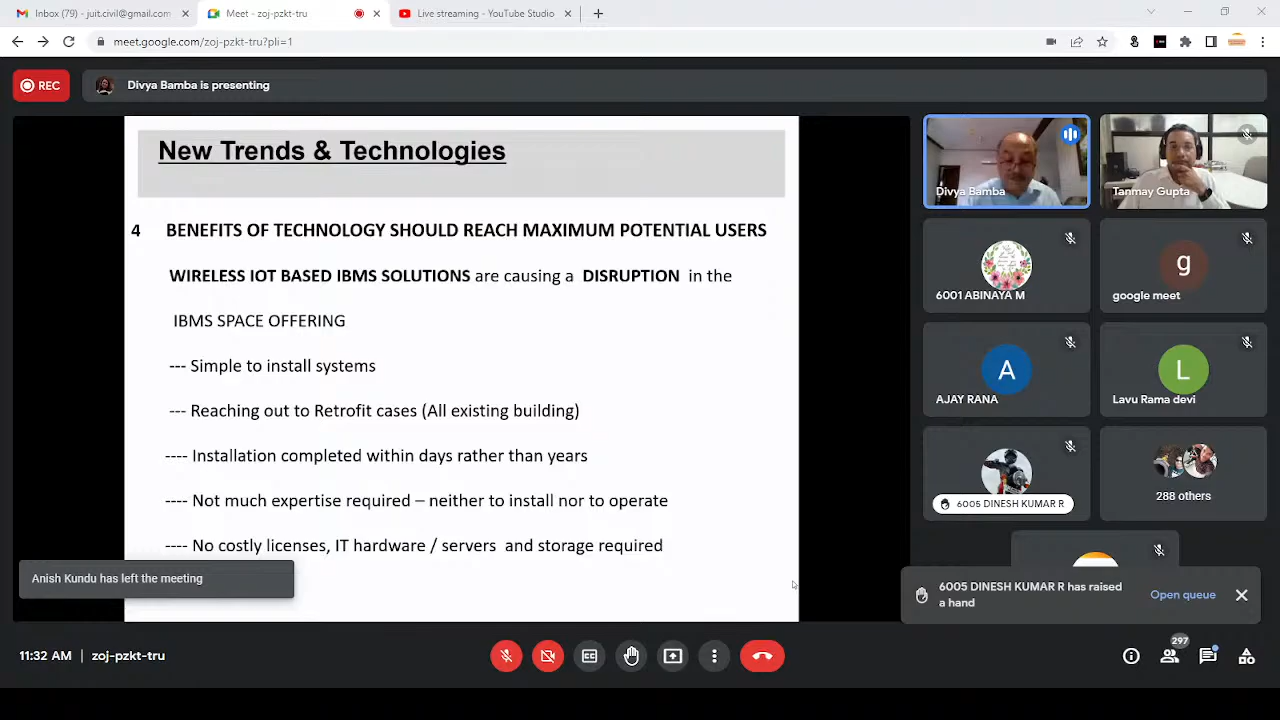 Inbox (79) - juit.civil@gmail.com
Meet - zoj-pzkt-tru
Live streaming - YouTube Studio
meet.google.com/zoj-pzkt-tru?pli=1
REC
Divya Bamba is presenting
New Trends & Technologies
4 BENEFITS OF TECHNOLOGY SHOULD REACH MAXIMUM POTENTIAL USERS
WIRELESS IOT BASED IBMS SOLUTIONS are causing a DISRUPTION in the
IBMS SPACE OFFERING
--- Simple to install systems
--- Reaching out to Retrofit cases (All existing building)
---- Installation completed within days rather than years
---- Not much expertise required – neither to install nor to operate
---- No costly licenses, IT hardware / servers and storage required
Anish Kundu has left the meeting
Divya Bamba
Tanmay Gupta
6001 ABINAYA M
g
google meet
A
AJAY RANA
L
Lavu Rama devi
6005 DINESH KUMAR R
288 others
6005 DINESH KUMAR R has raised
a hand
Open queue
11:32 AM | zoj-pzkt-tru
297